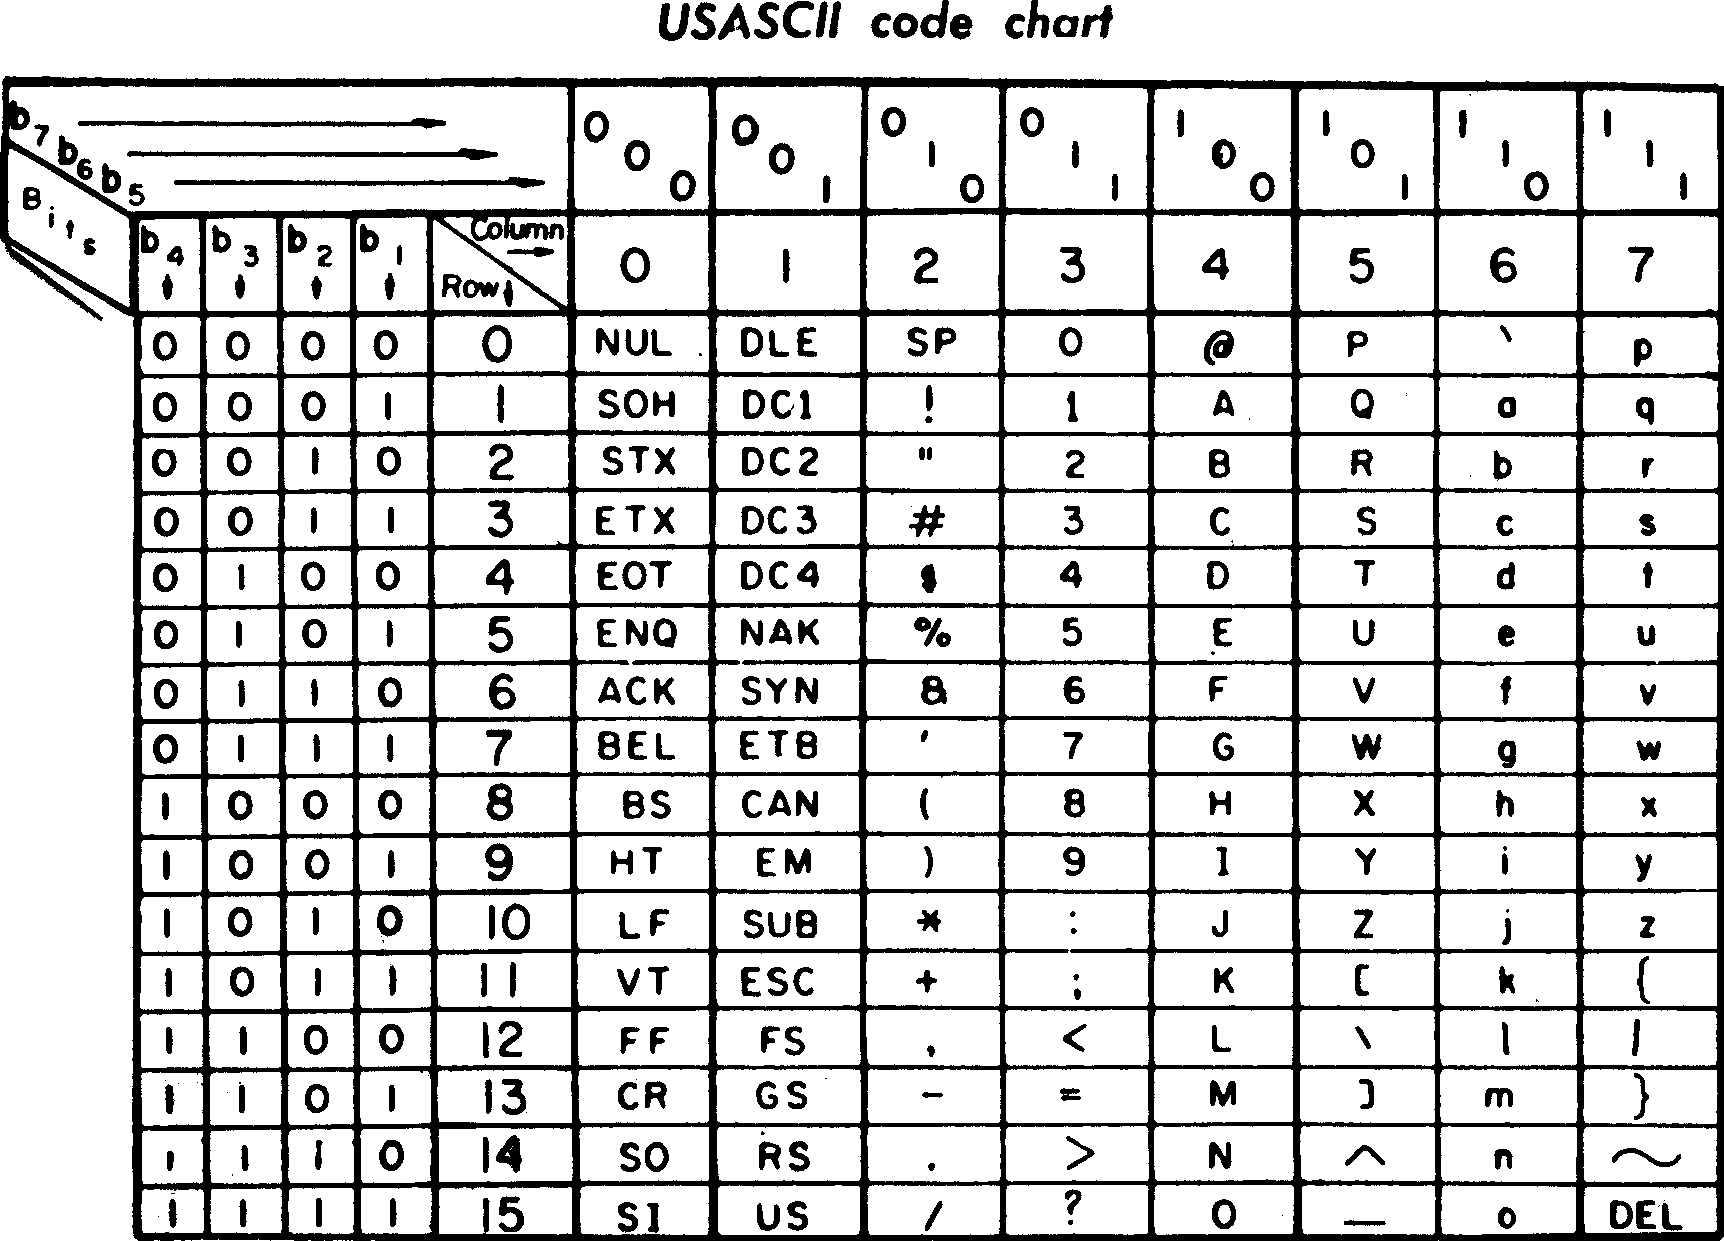 USASCII code chart
b7 b6 b5 0 0 0 0 0 1 0 1 0 0 1 1 1 0 0 1 0 1 1 1 0 1 1 1
Bits b4 b3 b2 b1 Column Row 0 1 2 3 4 5 6 7
0 0 0 0 0 NUL DLE SP 0 @ P ` p
0 0 0 1 1 SOH DC1 ! 1 A Q a q
0 0 1 0 2 STX DC2 " 2 B R b r
0 0 1 1 3 ETX DC3 # 3 C S c s
0 1 0 0 4 EOT DC4 $ 4 D T d t
0 1 0 1 5 ENQ NAK % 5 E U e u
0 1 1 0 6 ACK SYN & 6 F V f v
0 1 1 1 7 BEL ETB ' 7 G W g w
1 0 0 0 8 BS CAN ( 8 H X h x
1 0 0 1 9 HT EM ) 9 I Y i y
1 0 1 0 10 LF SUB * : J Z j z
1 0 1 1 11 VT ESC + ; K [ k {
1 1 0 0 12 FF FS , < L \ l |
1 1 0 1 13 CR GS - = M ] m }
1 1 1 0 14 SO RS . > N ^ n ~
1 1 1 1 15 SI US / ? O _ o DEL